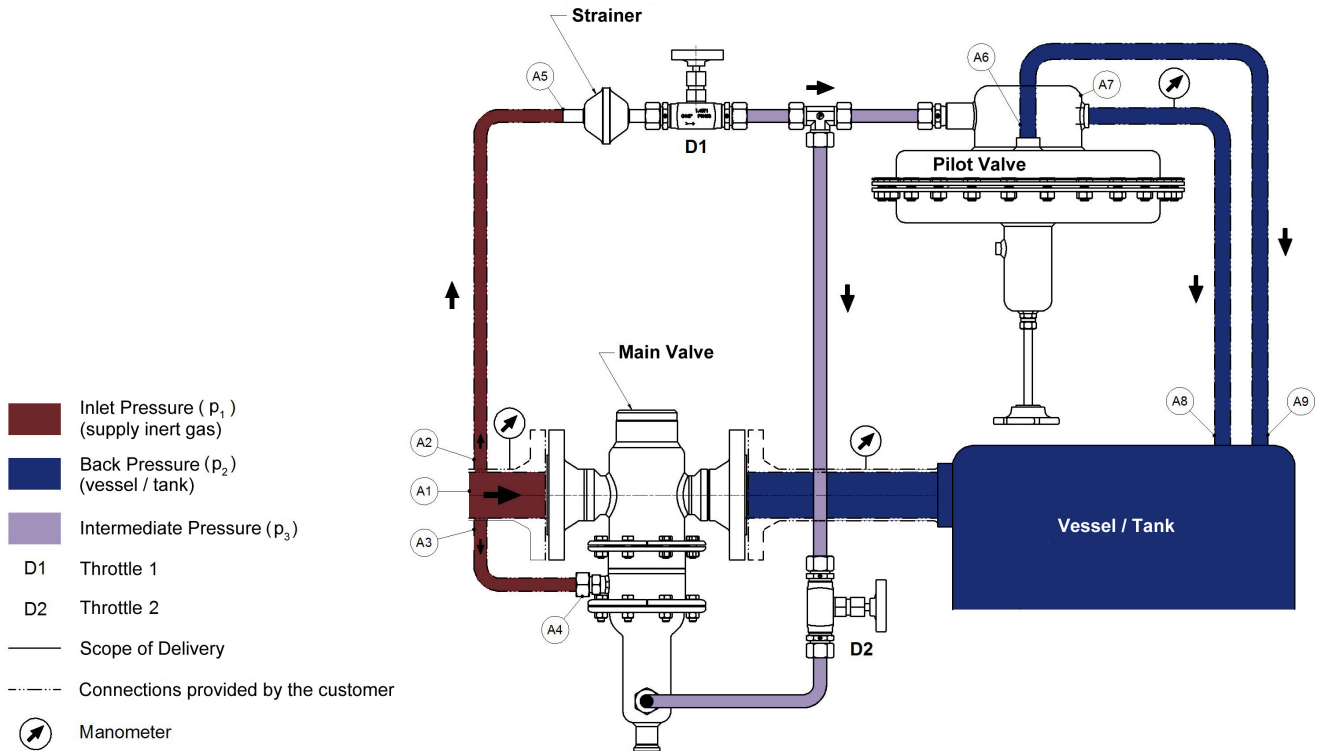 Strainer
A5
A6
A7
D1
Pilot Valve
Main Valve
Inlet Pressure ( p1 )
(supply inert gas)
A2
A8
A9
Back Pressure (p2 )
(vessel / tank)
A1
Intermediate Pressure (p3 )
A3
Vessel / Tank
D1 Throttle 1
D2 Throttle 2
A4
D2
Scope of Delivery
Connections provided by the customer
Manometer